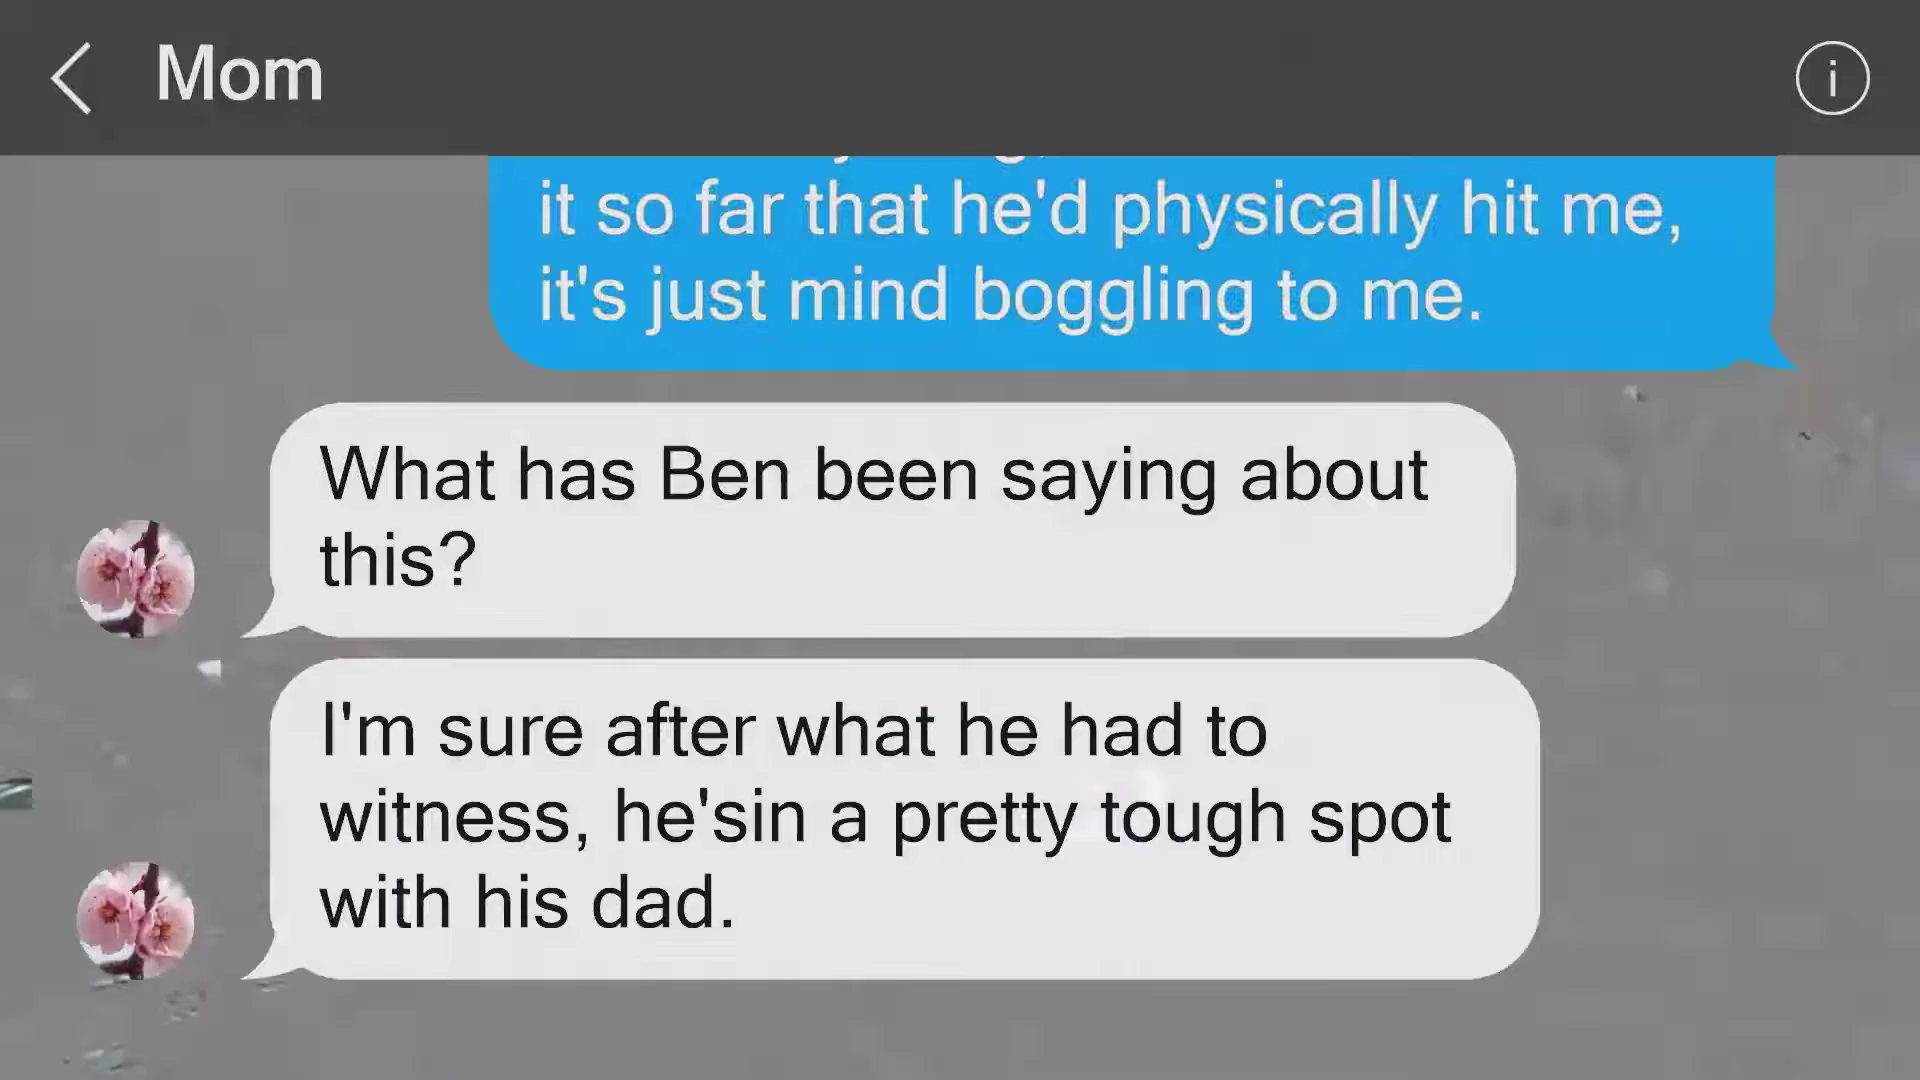 Mom
i
it so far that he'd physically hit me,
it's just mind boggling to me.
What has Ben been saying about
this?
I'm sure after what he had to
witness, he'sin a pretty tough spot
with his dad.